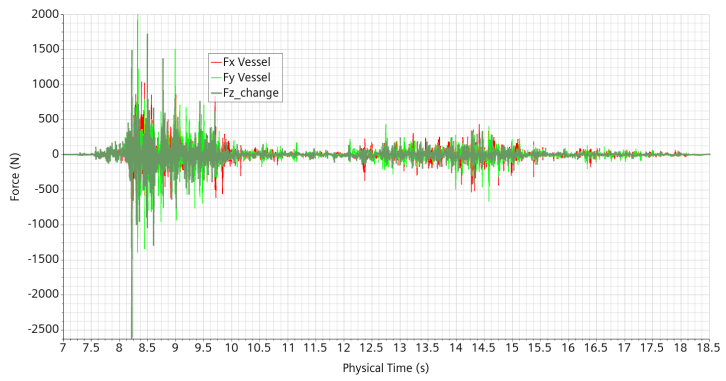 2000
1500
1000
500
0
-500
-1000
-1500
-2000
-2500
Force (N)
Fx Vessel
Fy Vessel
Fz_change
7 7.5 8 8.5 9 9.5 10 10.5 11 11.5 12 12.5 13 13.5 14 14.5 15 15.5 16 16.5 17 17.5 18 18.5
Physical Time (s)